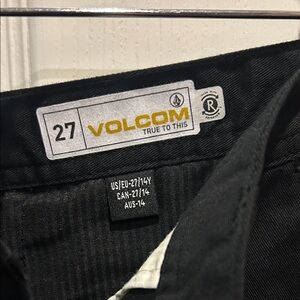 27
VOLCOM
TRUE TO THIS
R
US/EU-27/14Y
CAN-27/14
AUS-14